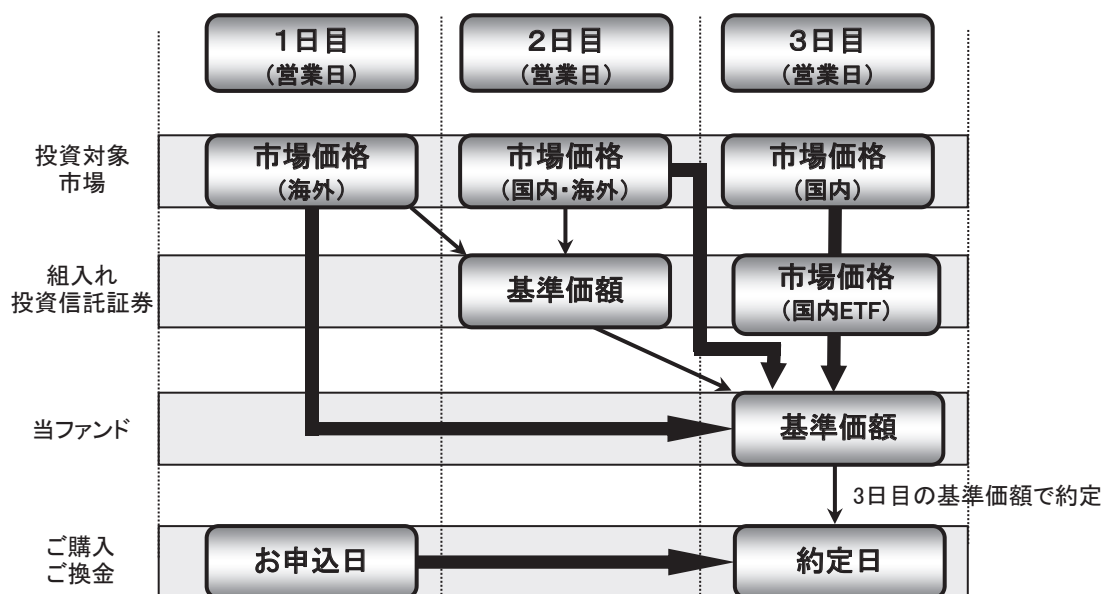 1日目
(営業日)
2日目
(営業日)
3日目
(営業日)
投資対象
市場
市場価格
(海外)
市場価格
(国内・海外)
市場価格
(国内)
組入れ
投資信託証券
基準価額
市場価格
(国内ETF)
当ファンド
基準価額
3日目の基準価額で約定
ご購入
ご換金
お申込日
約定日